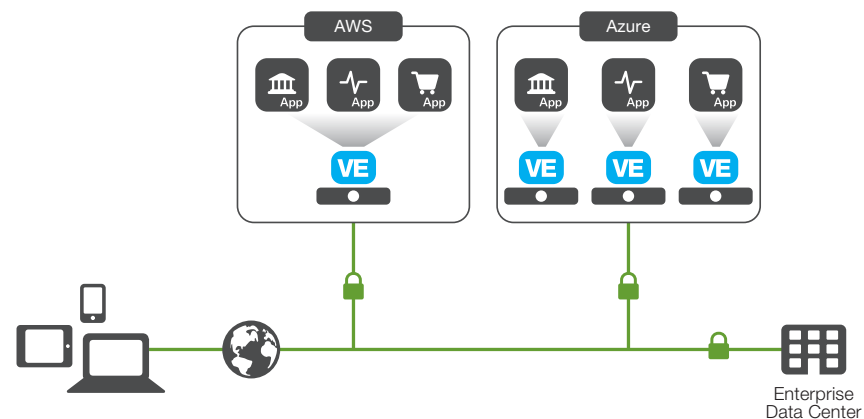 AWS
Azure
App
App
App
App
App
App
VE
VE
VE
VE
Enterprise
Data Center